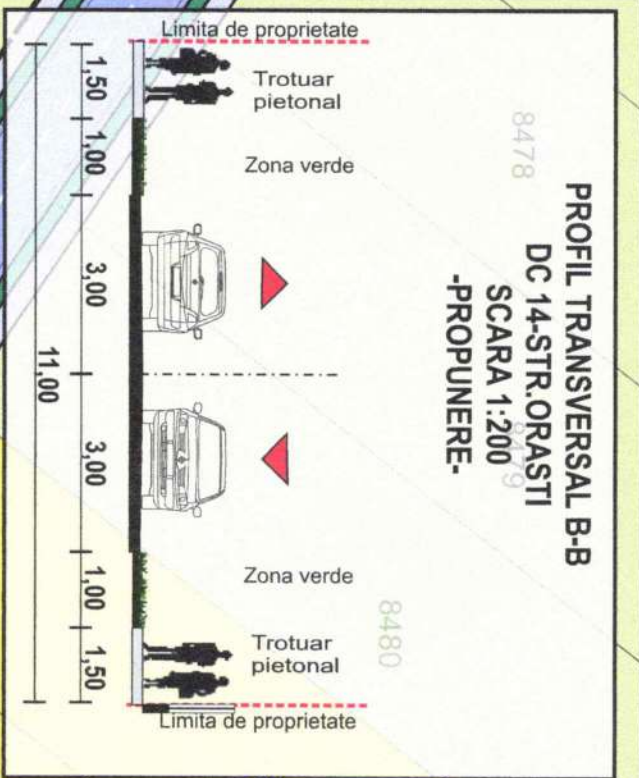 PROFIL TRANSVERSAL B-B
DC 14-STR.ORASTI
SCARA 1:200
-PROPUNERE-
8478
8479
8480
Limita de proprietate
Trotuar
pietonal
Zona verde
Zona verde
Trotuar
pietonal
Limita de proprietate
1,50
1,00
3,00
3,00
1,00
1,50
11,00